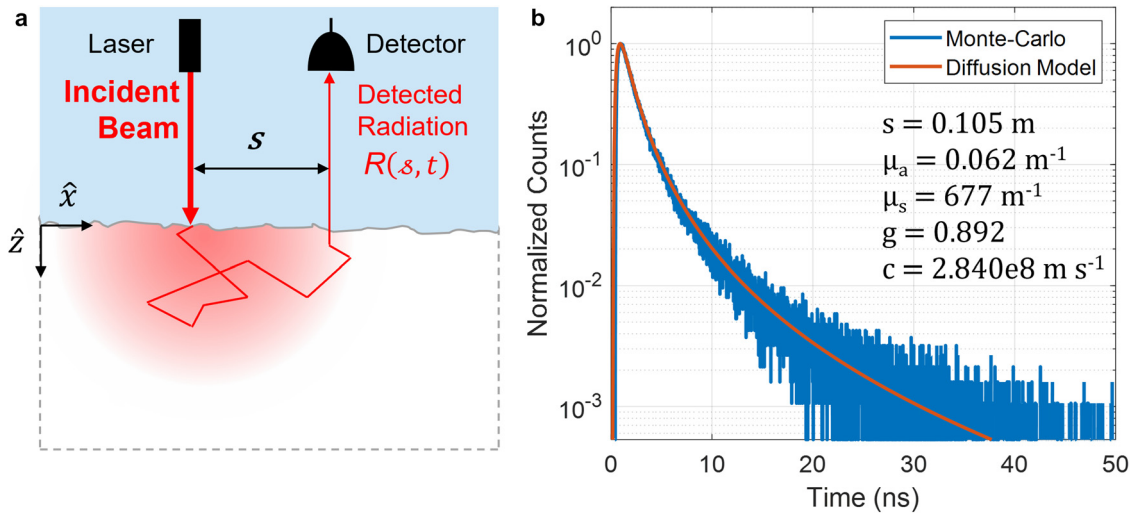 a
Laser
Detector
Incident
Beam
Detected
Radiation
R(s, t)
s
x̂
ẑ
b
Normalized Counts
10⁰
10⁻¹
10⁻²
10⁻³
Monte-Carlo
Diffusion Model
s = 0.105 m
μₐ = 0.062 m⁻¹
μₛ = 677 m⁻¹
g = 0.892
c = 2.840e8 m s⁻¹
0 10 20 30 40 50
Time (ns)